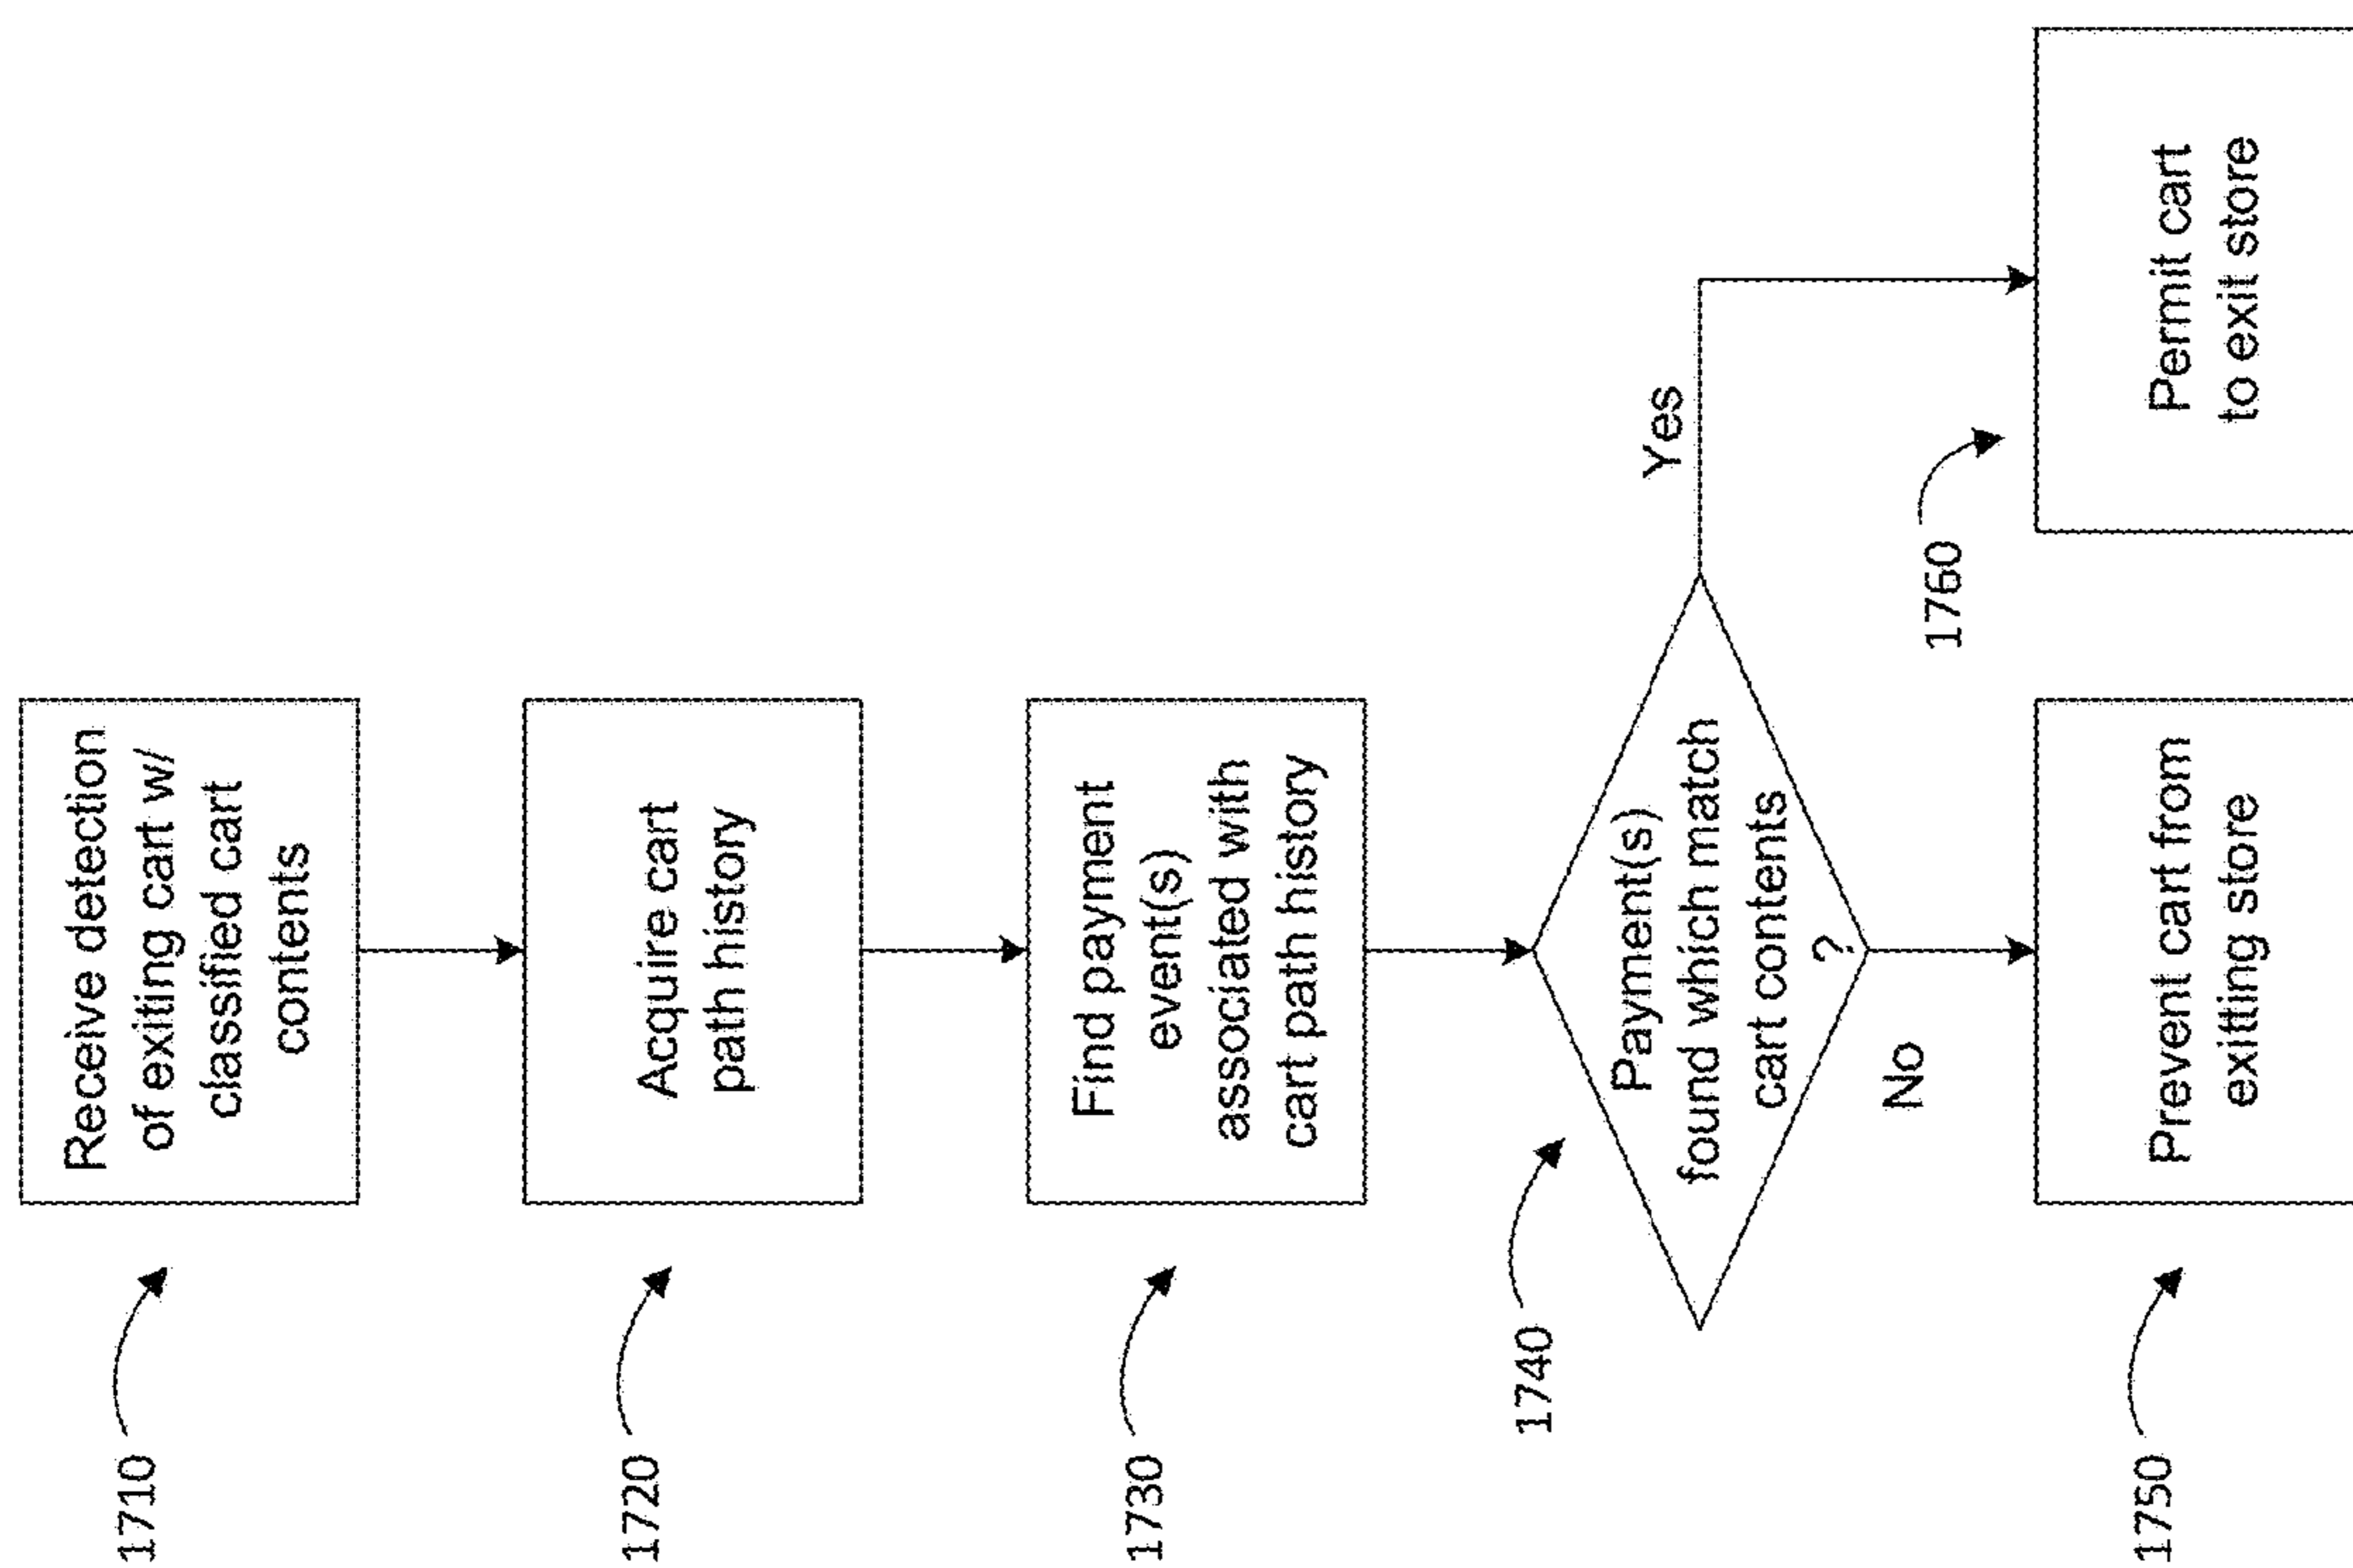 1710
Receive detection
of exiting cart w/
classified cart
contents
1720
Acquire cart
path history
1730
Find payment
event(s)
associated with
cart path history
1740
Payment(s)
found which match
cart contents
?
Yes
No
1750
Prevent cart from
exitting store
1760
Permit cart
to exit store